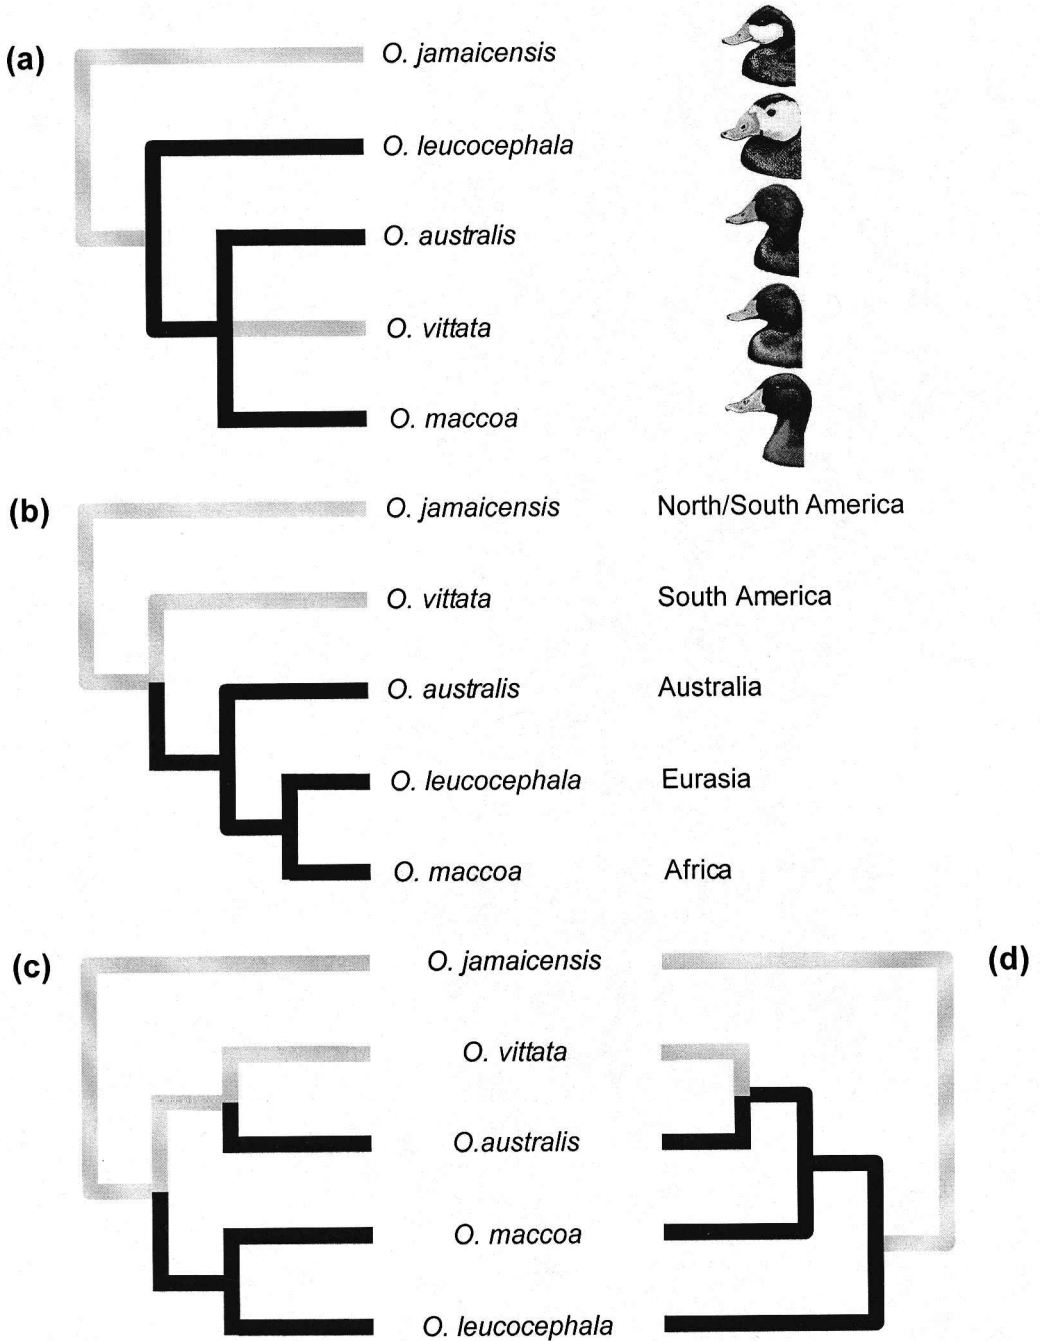 (a)
O. jamaicensis
O. leucocephala
O. australis
O. vittata
O. maccoa
(b)
O. jamaicensis North/South America
O. vittata South America
O. australis Australia
O. leucocephala Eurasia
O. maccoa Africa
(c) O. jamaicensis (d)
O. vittata
O.australis
O. maccoa
O. leucocephala